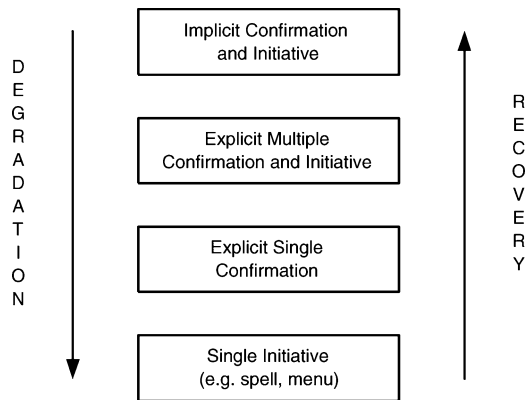 DEGRADATION
Implicit Confirmation
and Initiative
Explicit Multiple
Confirmation and Initiative
Explicit Single
Confirmation
Single Initiative
(e.g. spell, menu)
RECOVERY